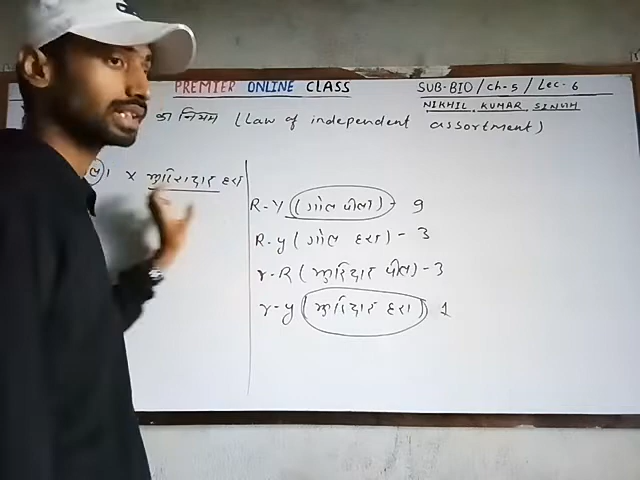 PREMIER ONLINE CLASS
SUB-BIO/Ch-5/Lec-6
NIKHIL KUMAR SINGH
का नियम (Law of independent assortment)
x झुर्रीदार हरा
R-Y (गोल पीला) - 9
R-y (गोल हरा) - 3
r-R (झुर्रीदार पीला) - 3
r-y (झुर्रीदार हरा) 1